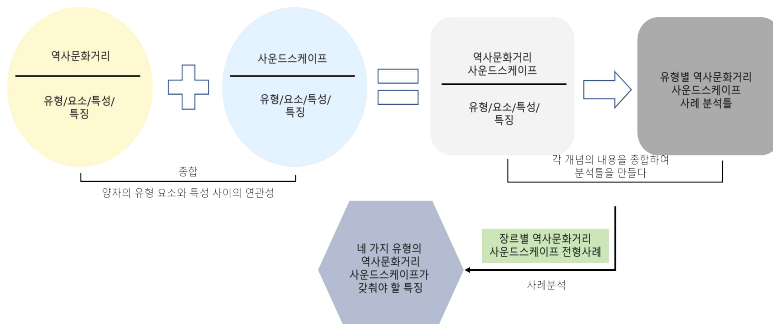 역사문화거리
유형/요소/특성/
특징
사운드스케이프
유형/요소/특성/
특징
역사문화거리
사운드스케이프
유형/요소/특성/
특징
유형별 역사문화거리
사운드스케이프
사례 분석틀
종합
양자의 유형 요소와 특성 사이의 연관성
각 개념의 내용을 종합하여
분석틀을 만들다
네 가지 유형의
역사문화거리
사운드스케이프가
갖춰야 할 특징
장르별 역사문화거리
사운드스케이프 전형사례
사례분석